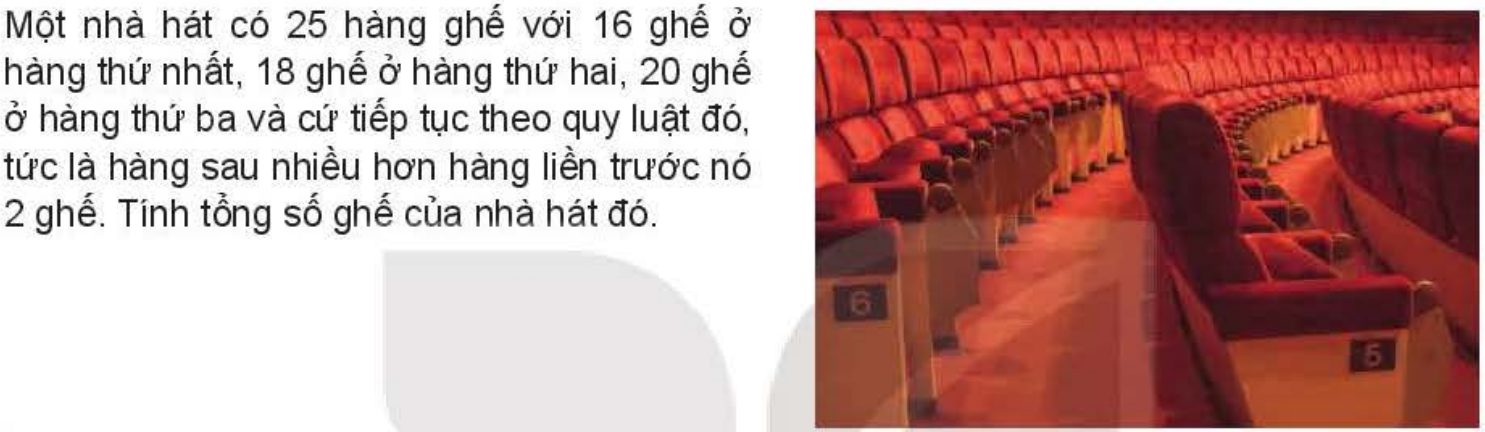 Một nhà hát có 25 hàng ghế với 16 ghế ở
hàng thứ nhất, 18 ghế ở hàng thứ hai, 20 ghế
ở hàng thứ ba và cứ tiếp tục theo quy luật đó,
tức là hàng sau nhiều hơn hàng liền trước nó
2 ghế. Tính tổng số ghế của nhà hát đó.
6
5